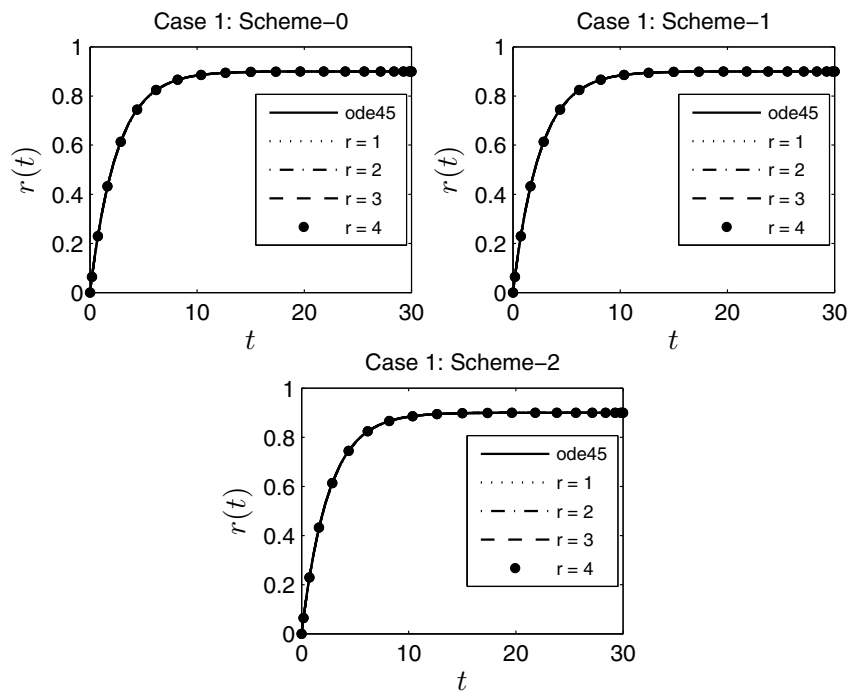 Case 1: Scheme−0
1
0.8
0.6
0.4
0.2
0
r(t)
0 10 20 30
t
ode45
r = 1
r = 2
r = 3
r = 4
Case 1: Scheme−1
1
0.8
0.6
0.4
0.2
0
r(t)
0 10 20 30
t
ode45
r = 1
r = 2
r = 3
r = 4
Case 1: Scheme−2
1
0.8
0.6
0.4
0.2
0
r(t)
0 10 20 30
t
ode45
r = 1
r = 2
r = 3
r = 4